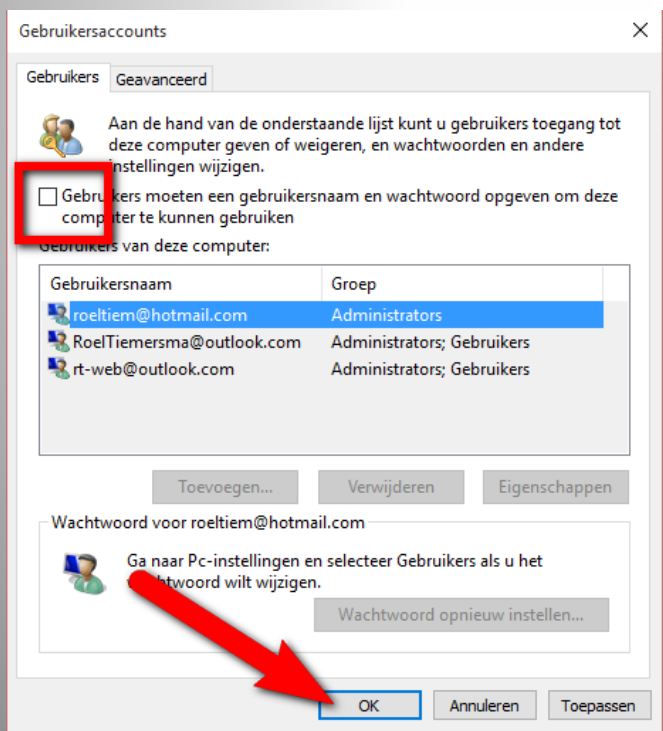 Gebruikersaccounts
Gebruikers Geavanceerd
Aan de hand van de onderstaande lijst kunt u gebruikers toegang tot
deze computer geven of weigeren, en wachtwoorden en andere
instellingen wijzigen.
Gebruikers moeten een gebruikersnaam en wachtwoord opgeven om deze
computer te kunnen gebruiken
Gebruikers van deze computer:
Gebruikersnaam Groep
roeltiem@hotmail.com Administrators
RoelTiemersma@outlook.com Administrators; Gebruikers
rt-web@outlook.com Administrators; Gebruikers
Toevoegen... Verwijderen Eigenschappen
Wachtwoord voor roeltiem@hotmail.com
Ga naar Pc-instellingen en selecteer Gebruikers als u het
wachtwoord wilt wijzigen.
Wachtwoord opnieuw instellen...
OK Annuleren Toepassen